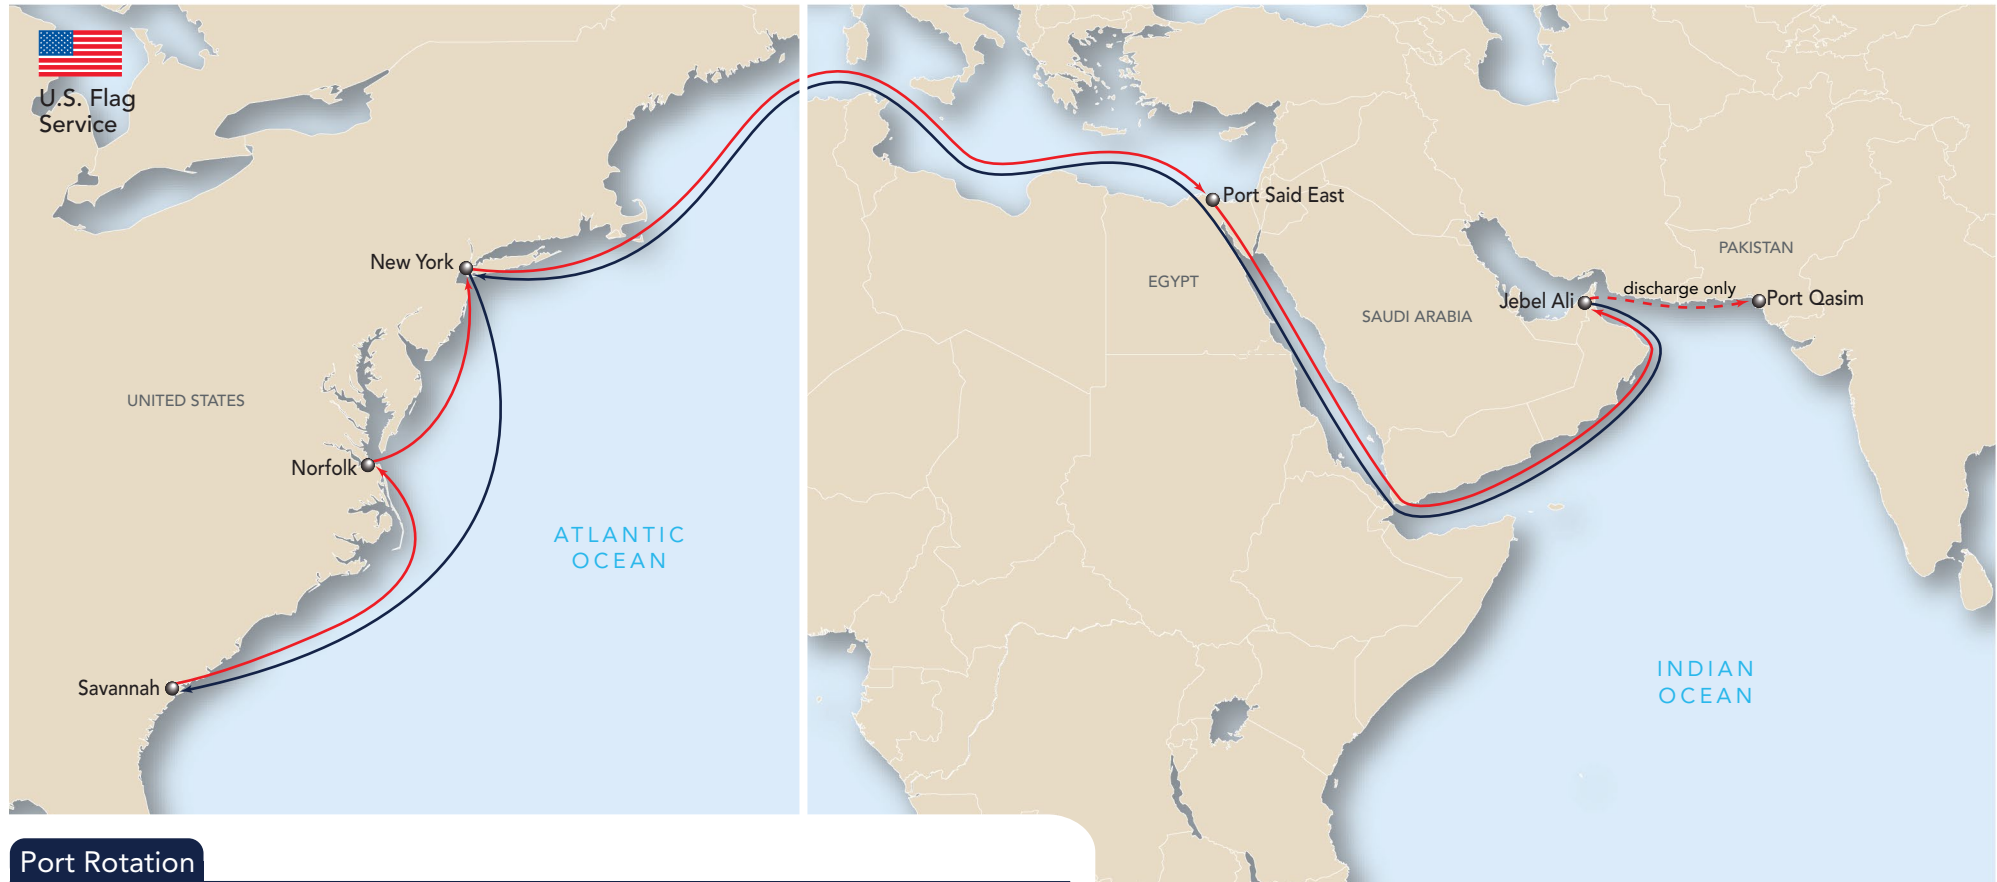 U.S. Flag
Service
New York
UNITED STATES
Norfolk
ATLANTIC
OCEAN
Savannah
Port Said East
EGYPT
SAUDI ARABIA
PAKISTAN
Jebel Ali
discharge only
Port Qasim
INDIAN
OCEAN
Port Rotation